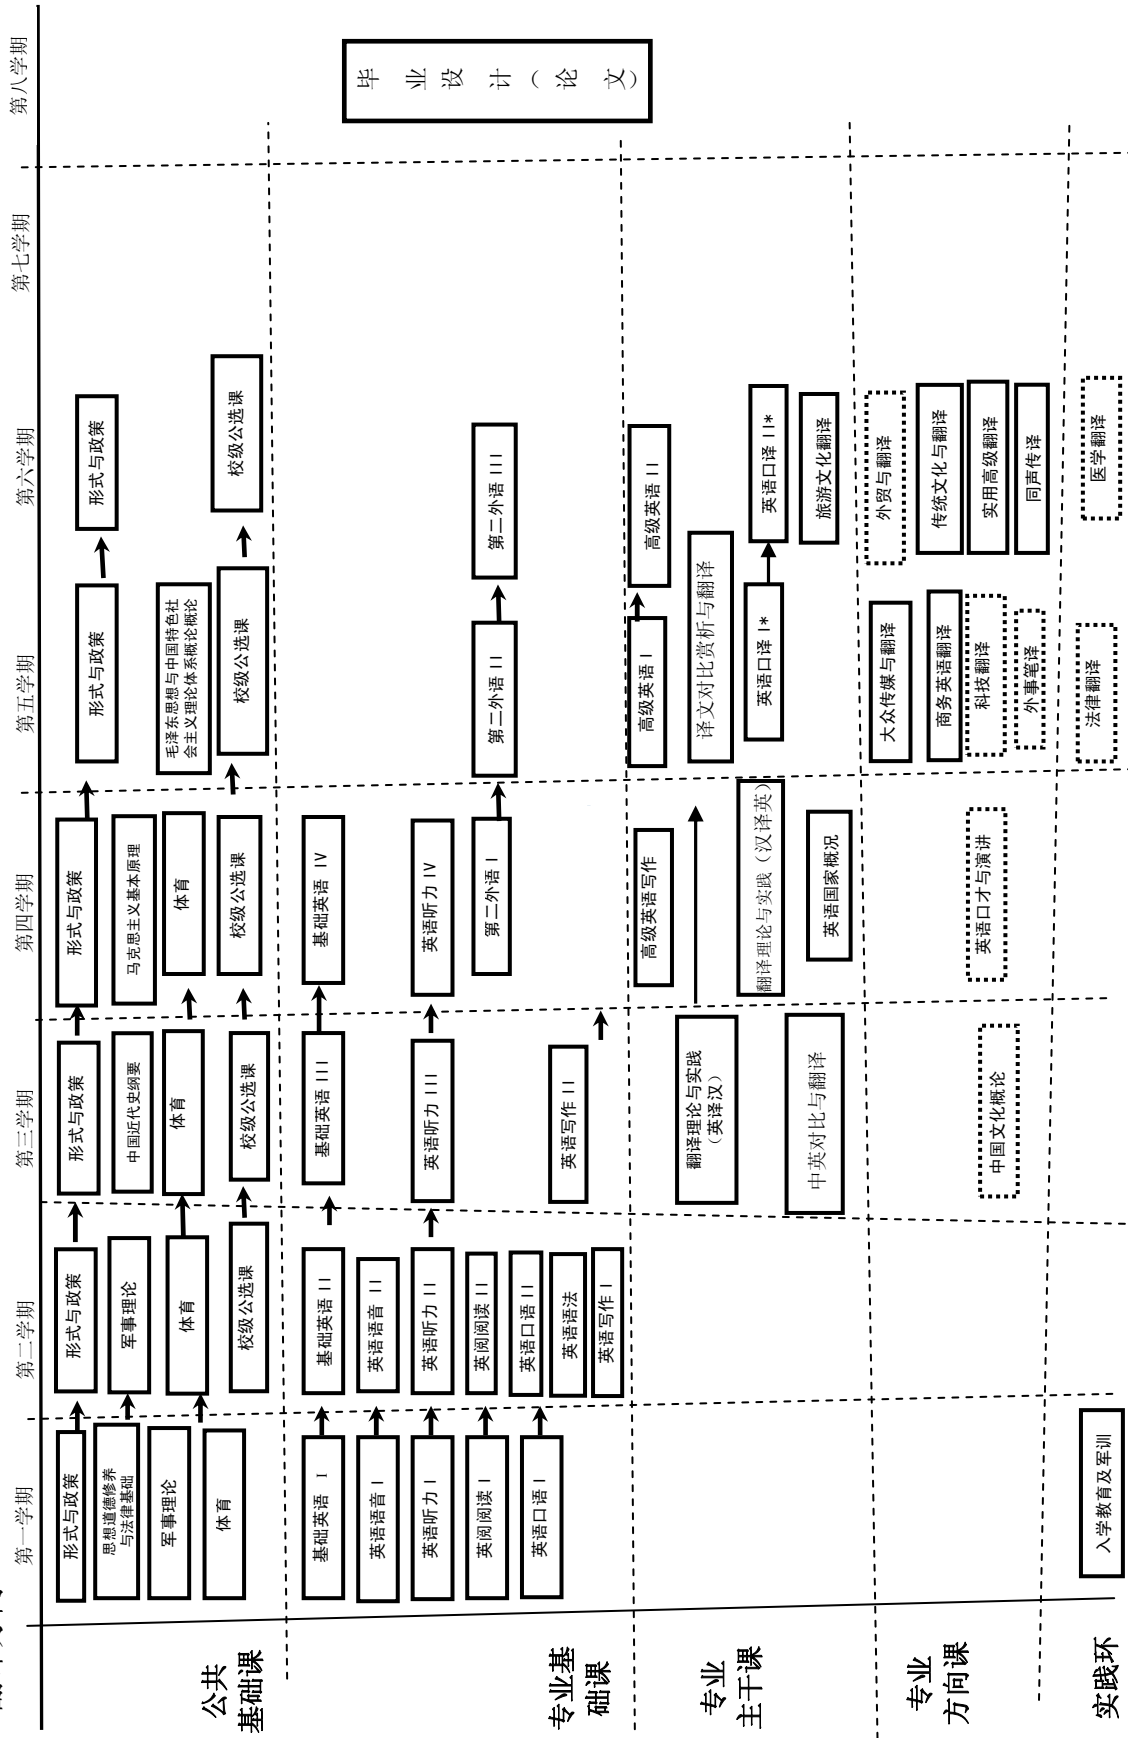 第一学期
第二学期
第三学期
第四学期
第五学期
第六学期
第七学期
第八学期
公共
基础课
形式与政策
形式与政策
形式与政策
形式与政策
形式与政策
形式与政策
思想道德修养
与法律基础
军事理论
中国近代史纲要
马克思主义基本原理
毛泽东思想与中国特色社
会主义理论体系概论概论
军事理论
体育
体育
体育
体育
校级公选课
校级公选课
校级公选课
校级公选课
校级公选课
专业基
础课
基础英语 I
基础英语 II
基础英语 III
基础英语 IV
英语语音 I
英语语音 II
英语听力 I
英语听力 II
英语听力 III
英语听力 IV
英阅阅读 I
英阅阅读 II
第二外语 I
第二外语 II
第二外语 III
英语口语 I
英语口语 II
英语语法
英语写作 II
英语写作 I
毕 业 设 计（论 文）
专业
主干课
高级英语写作
高级英语 I
高级英语 II
翻译理论与实践
（英译汉）
译文对比赏析与翻译
翻译理论与实践（汉译英）
英语口译 I*
英语口译 II*
中英对比与翻译
英语国家概况
旅游文化翻译
专业
方向课
大众传媒与翻译
外贸与翻译
商务英语翻译
传统文化与翻译
中国文化概论
英语口才与演讲
科技翻译
实用高级翻译
外事笔译
同声传译
实践环
入学教育及军训
法律翻译
医学翻译